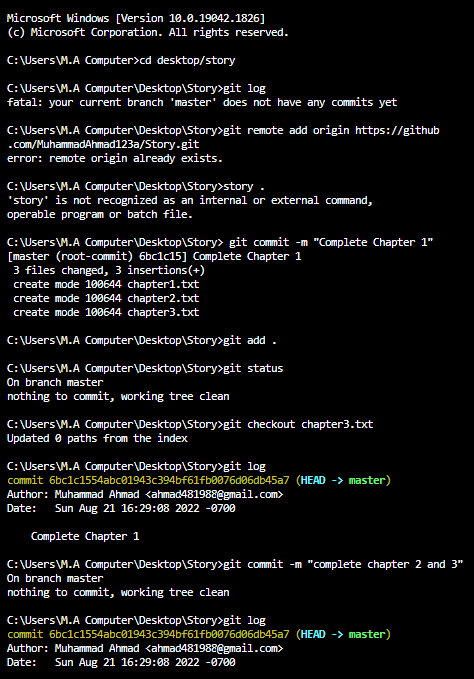 Microsoft Windows [Version 10.0.19042.1826]
(c) Microsoft Corporation. All rights reserved.
C:\Users\M.A Computer>cd desktop/story
C:\Users\M.A Computer\Desktop\Story>git log
fatal: your current branch 'master' does not have any commits yet
C:\Users\M.A Computer\Desktop\Story>git remote add origin https://github
.com/MuhammadAhmad123a/Story.git
error: remote origin already exists.
C:\Users\M.A Computer\Desktop\Story>story .
'story' is not recognized as an internal or external command,
operable program or batch file.
C:\Users\M.A Computer\Desktop\Story> git commit -m "Complete Chapter 1"
[master (root-commit) 6bc1c15] Complete Chapter 1
 3 files changed, 3 insertions(+)
 create mode 100644 chapter1.txt
 create mode 100644 chapter2.txt
 create mode 100644 chapter3.txt
C:\Users\M.A Computer\Desktop\Story>git add .
C:\Users\M.A Computer\Desktop\Story>git status
On branch master
nothing to commit, working tree clean
C:\Users\M.A Computer\Desktop\Story>git checkout chapter3.txt
Updated 0 paths from the index
C:\Users\M.A Computer\Desktop\Story>git log
commit 6bc1c1554abc01943c394bf61fb0076d06db45a7 (HEAD -> master)
Author: Muhammad Ahmad <ahmad481988@gmail.com>
Date:   Sun Aug 21 16:29:08 2022 -0700
    Complete Chapter 1
C:\Users\M.A Computer\Desktop\Story>git commit -m "complete chapter 2 and 3"
On branch master
nothing to commit, working tree clean
C:\Users\M.A Computer\Desktop\Story>git log
commit 6bc1c1554abc01943c394bf61fb0076d06db45a7 (HEAD -> master)
Author: Muhammad Ahmad <ahmad481988@gmail.com>
Date:   Sun Aug 21 16:29:08 2022 -0700